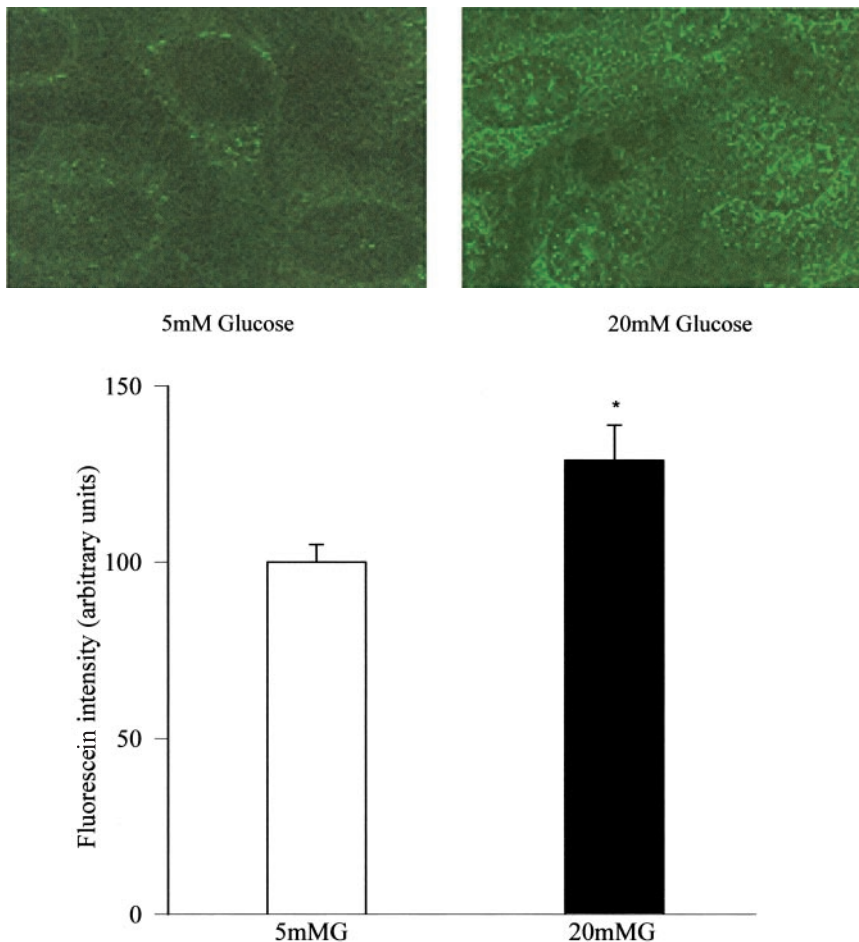 5mM Glucose
20mM Glucose
Fluorescein intensity (arbitrary units)
150
100
50
0
*
5mMG
20mMG